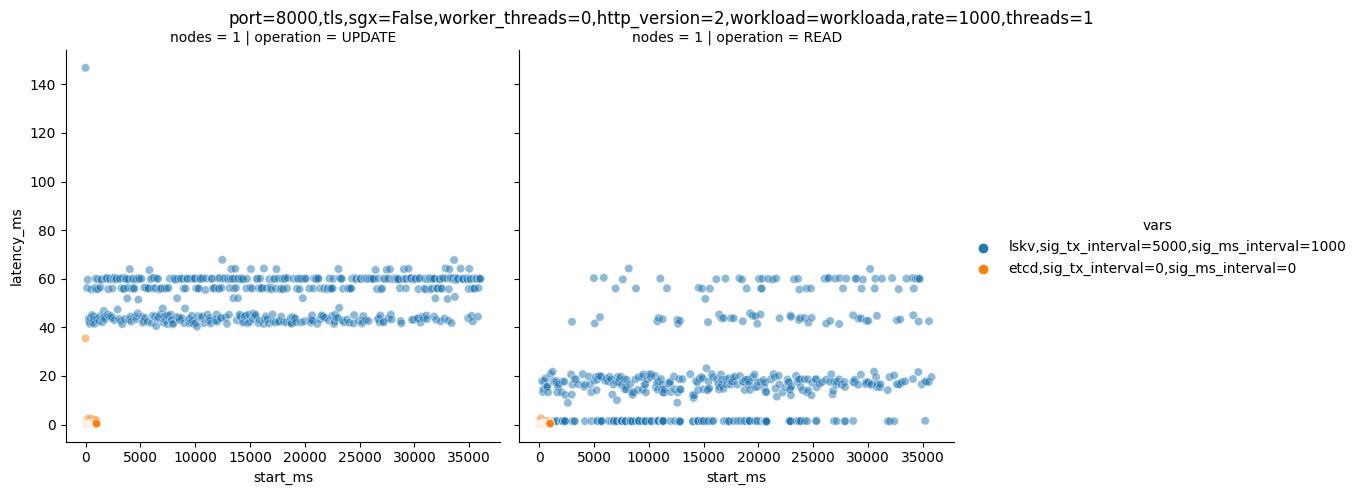 port=8000,tls,sgx=False,worker_threads=0,http_version=2,workload=workloada,rate=1000,threads=1
nodes = 1 | operation = UPDATE
nodes = 1 | operation = READ
latency_ms
140
120
100
80
60
40
20
0
0 5000 10000 15000 20000 25000 30000 35000
start_ms
0 5000 10000 15000 20000 25000 30000 35000
start_ms
vars
lskv,sig_tx_interval=5000,sig_ms_interval=1000
etcd,sig_tx_interval=0,sig_ms_interval=0